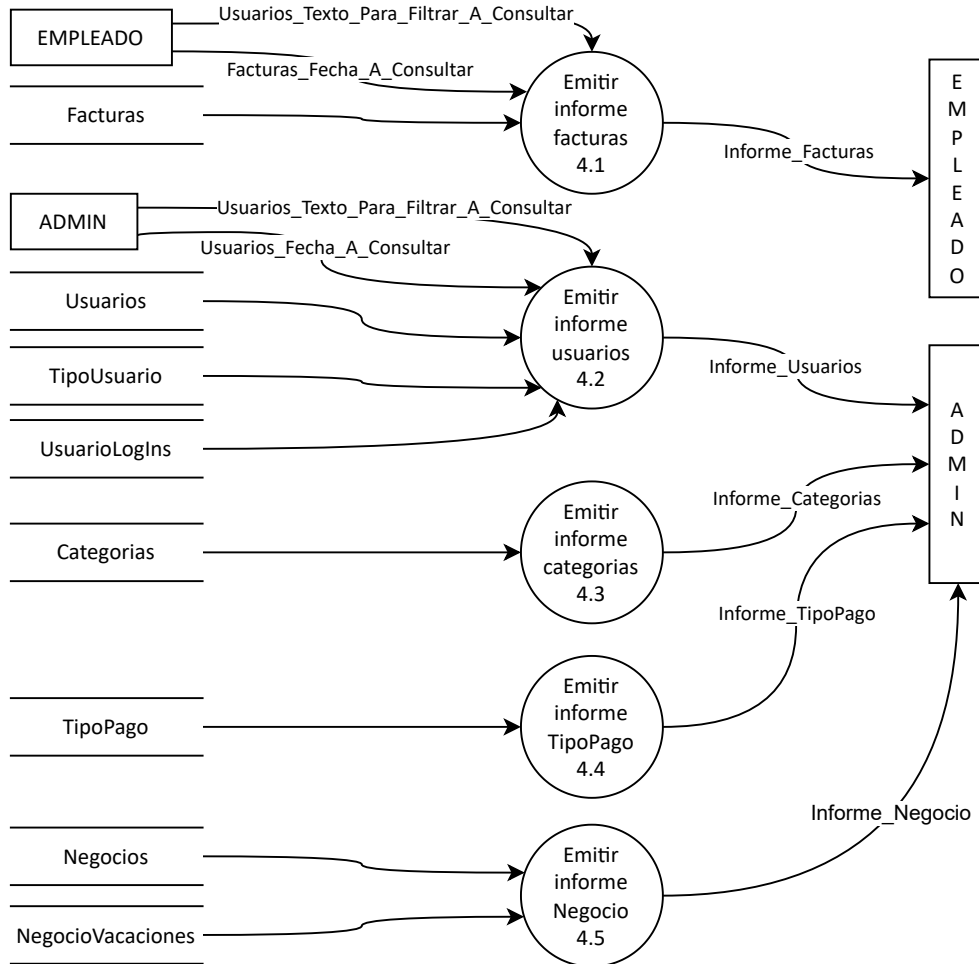 Usuarios_Texto_Para_Filtrar_A_Consultar
EMPLEADO
Facturas_Fecha_A_Consultar
Facturas
Emitir
informe
facturas
4.1
Informe_Facturas
E
M
P
L
E
A
D
O
ADMIN
Usuarios_Texto_Para_Filtrar_A_Consultar
Usuarios_Fecha_A_Consultar
Usuarios
TipoUsuario
UsuarioLogIns
Emitir
informe
usuarios
4.2
Informe_Usuarios
A
D
M
I
N
Categorias
Emitir
informe
categorias
4.3
Informe_Categorias
TipoPago
Emitir
informe
TipoPago
4.4
Informe_TipoPago
Negocios
NegocioVacaciones
Emitir
informe
Negocio
4.5
Informe_Negocio